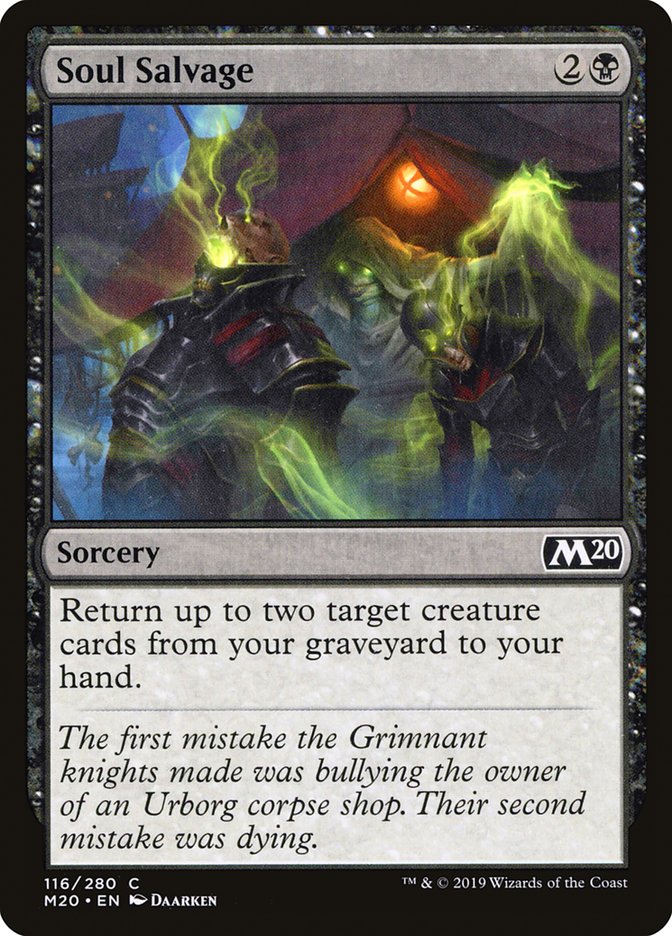 Soul Salvage 2
Sorcery M20
Return up to two target creature
cards from your graveyard to your
hand.
The first mistake the Grimnant
knights made was bullying the owner
of an Urborg corpse shop. Their second
mistake was dying.
116/280 C ™ & © 2019 Wizards of the Coast
M20 • EN DAARKEN